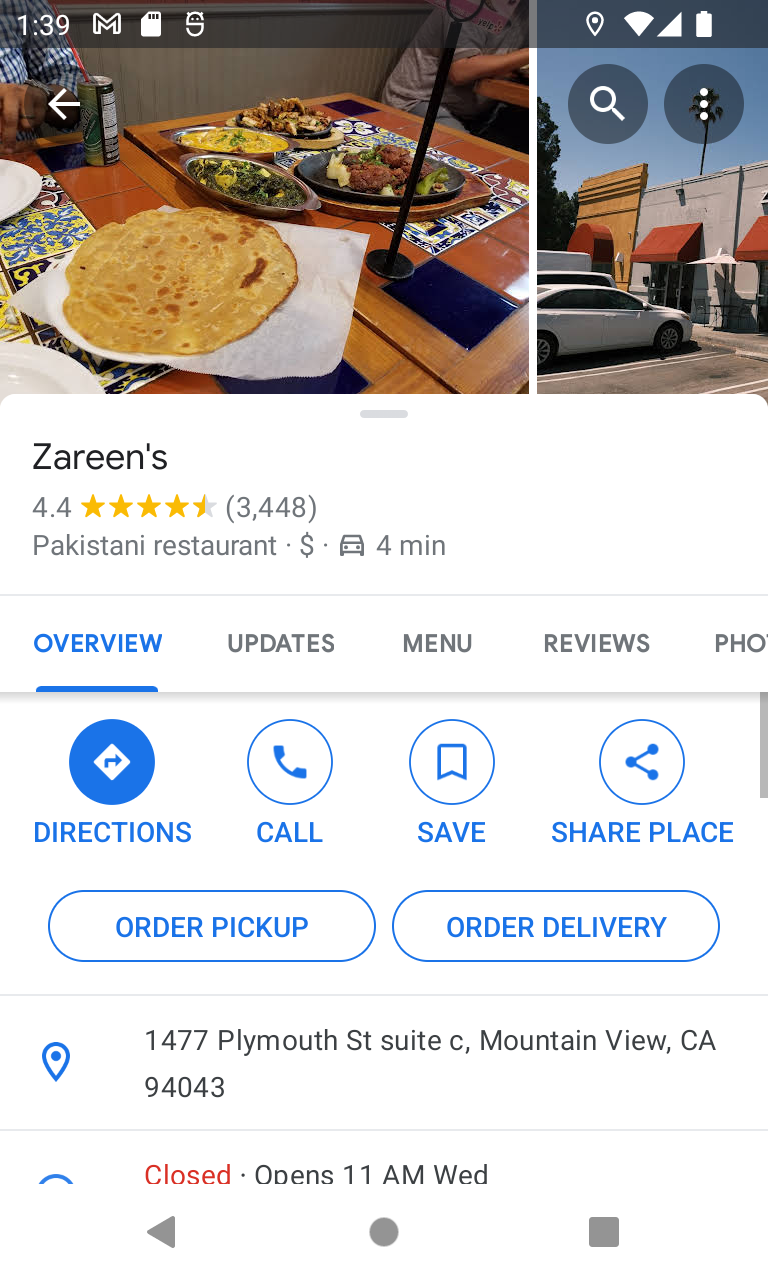 1:39
Zareen's
4.4 (3,448)
Pakistani restaurant · $ · 4 min
OVERVIEW UPDATES MENU REVIEWS PHO
DIRECTIONS CALL SAVE SHARE PLACE
ORDER PICKUP ORDER DELIVERY
1477 Plymouth St suite c, Mountain View, CA
94043
Closed · Opens 11 AM Wed